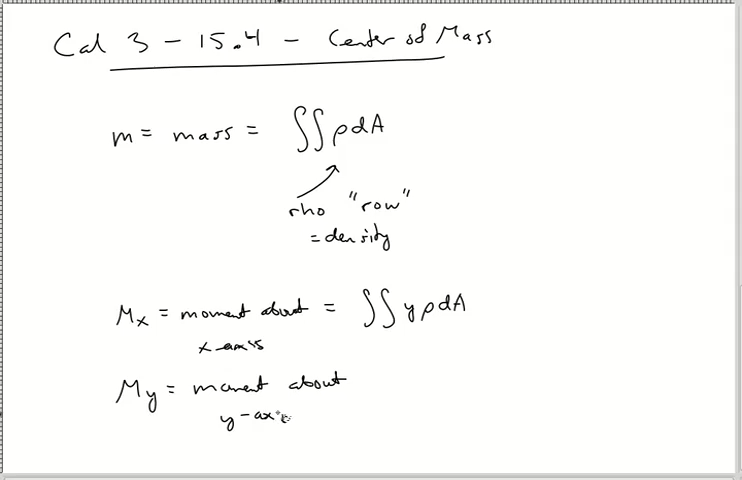 Cal 3 - 15.4 - Center of Mass
m = mass = ∬ρdA
rho "row"
= density
Mx = moment about = ∬yρdA
x-axis
My = moment about
y-axi